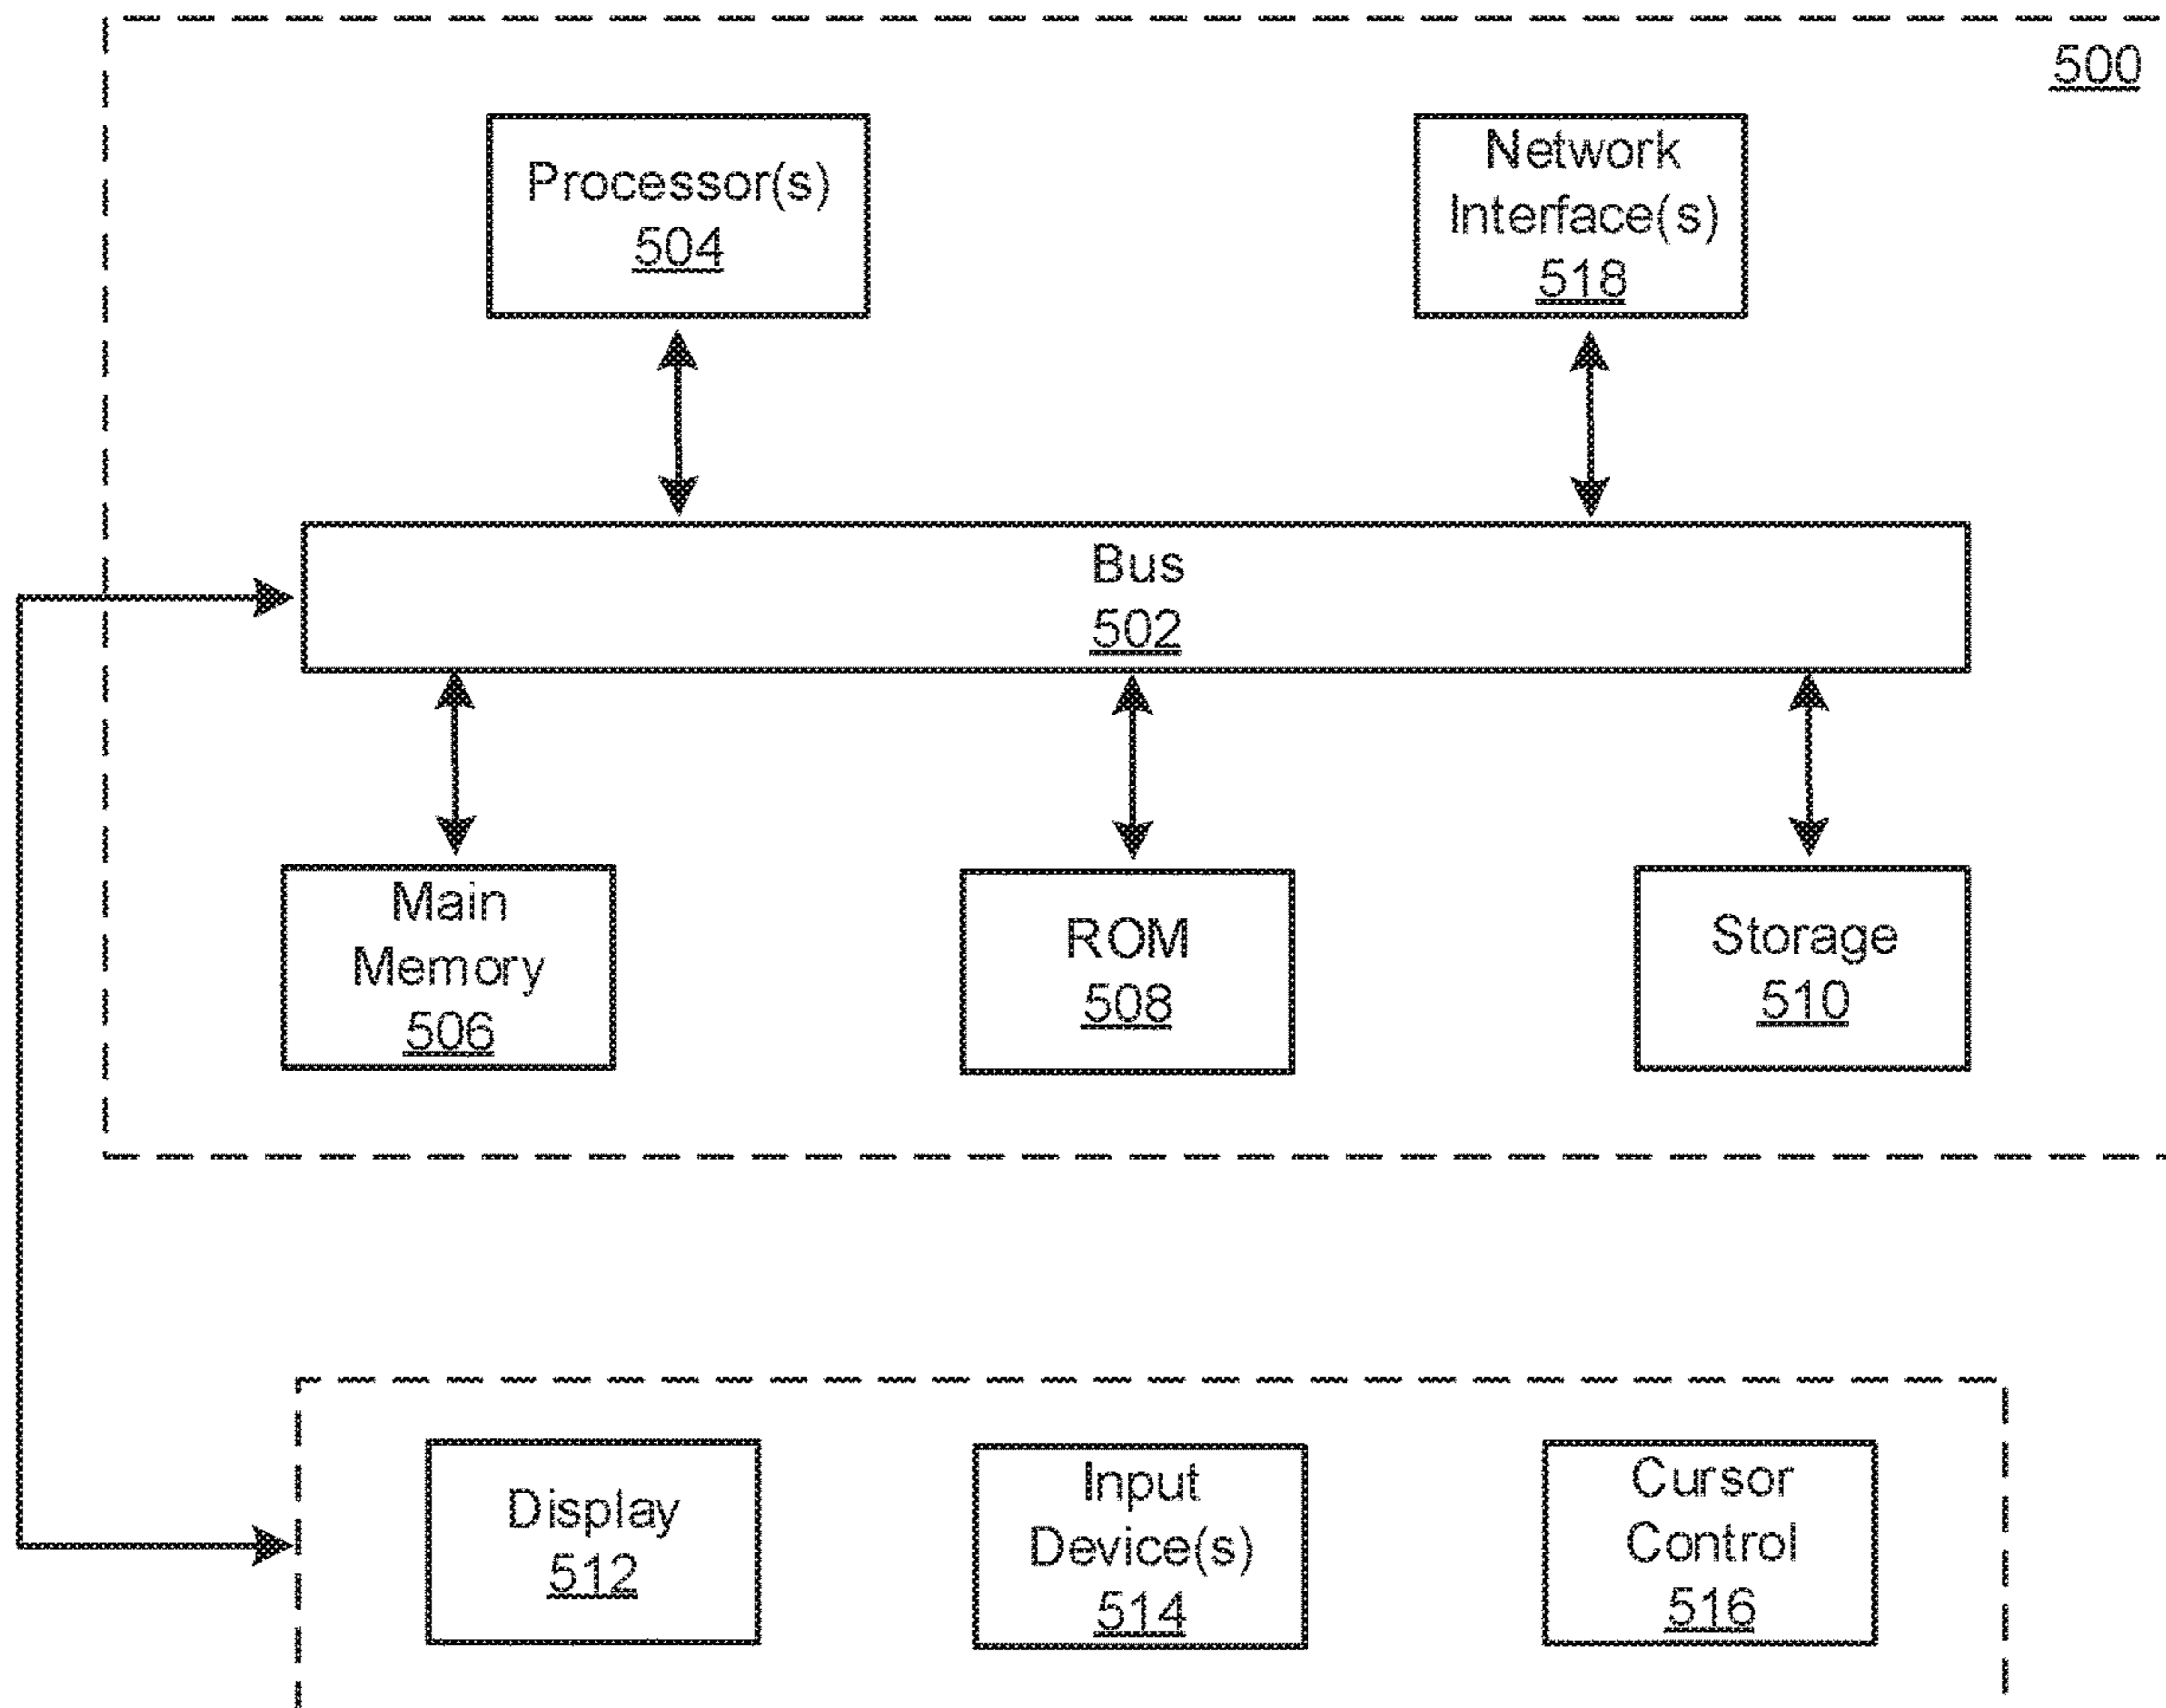 500
Processor(s)
504
Network
Interface(s)
518
Bus
502
Main
Memory
506
ROM
508
Storage
510
Display
512
Input
Device(s)
514
Cursor
Control
516